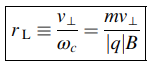 r_L ≡ v_⊥/ω_c = mv_⊥/|q|B